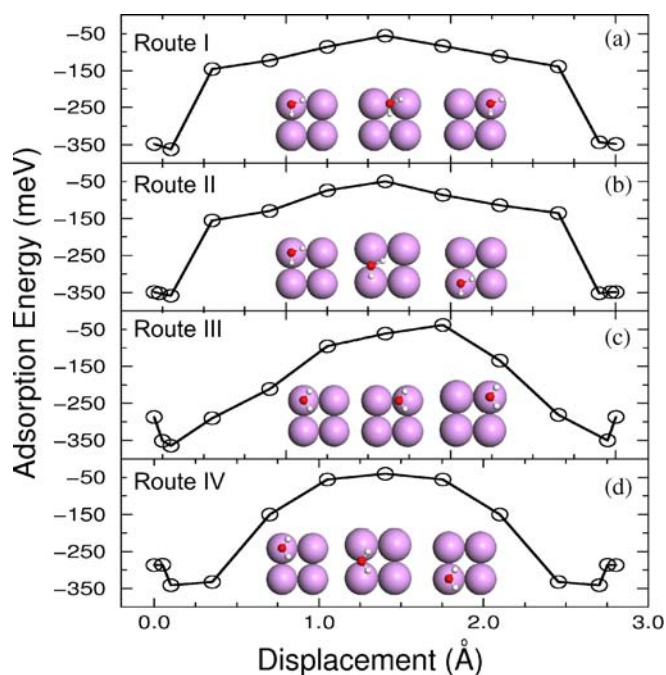 Adsorption Energy (meV)
Route I
(a)
−50
−150
−250
−350
Route II
(b)
−50
−150
−250
−350
Route III
(c)
−50
−150
−250
−350
Route IV
(d)
−50
−150
−250
−350
0.0 1.0 2.0 3.0
Displacement (Å)